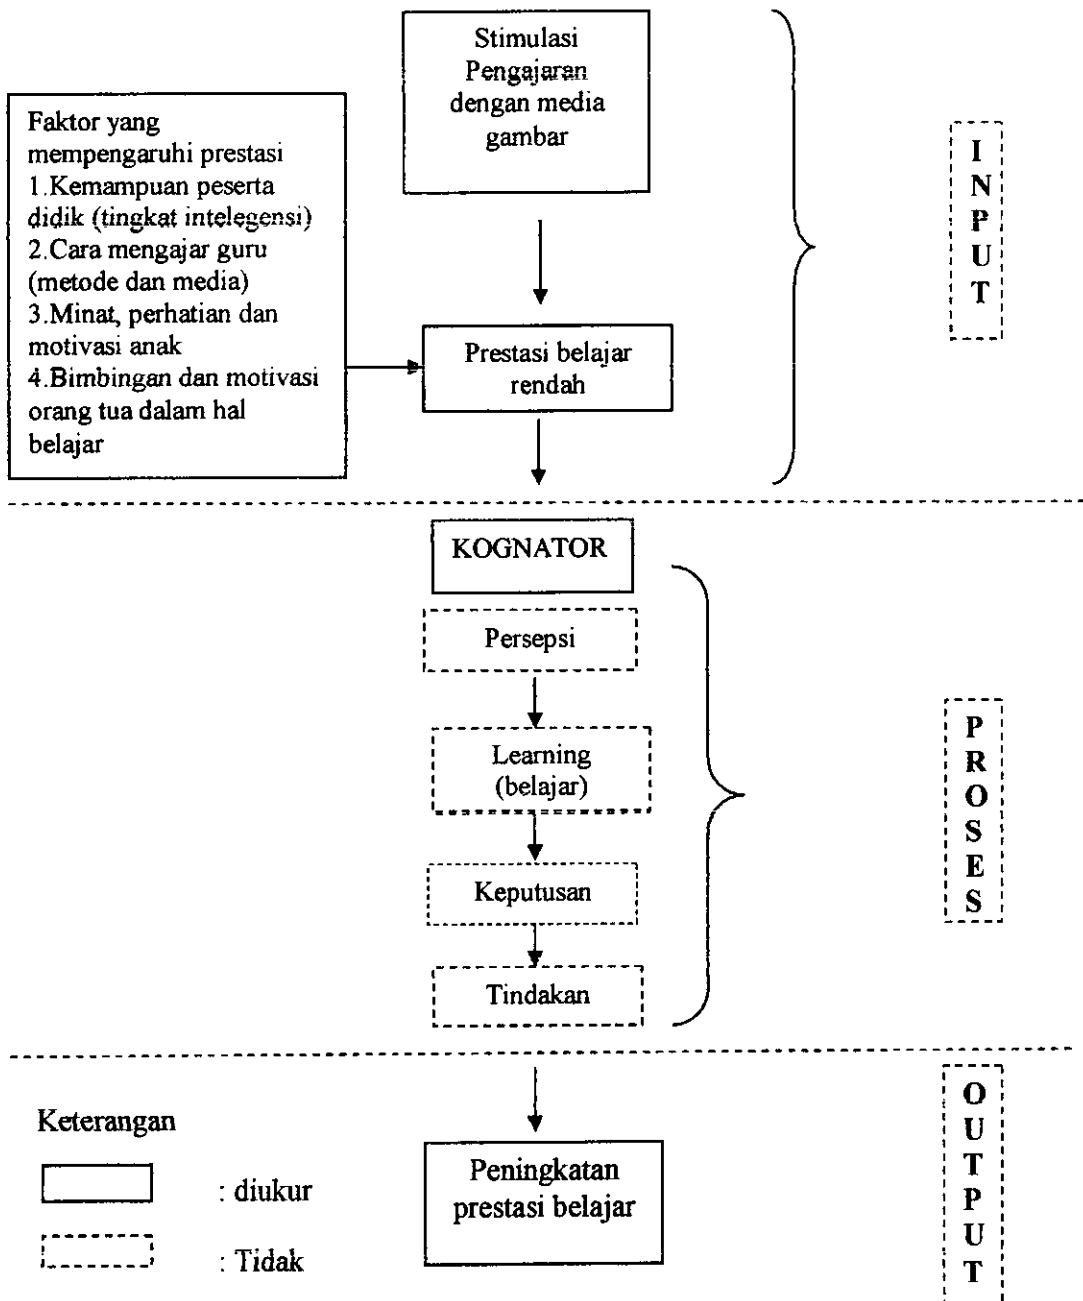 Stimulasi
Pengajaran
dengan media
gambar
Faktor yang
mempengaruhi prestasi
1.Kemampuan peserta
didik (tingkat intelegensi)
2.Cara mengajar guru
(metode dan media)
3.Minat, perhatian dan
motivasi anak
4.Bimbingan dan motivasi
orang tua dalam hal
belajar
Prestasi belajar
rendah
I
N
P
U
T
KOGNATOR
Persepsi
Learning
(belajar)
Keputusan
Tindakan
P
R
O
S
E
S
Keterangan
: diukur
: Tidak
Peningkatan
prestasi belajar
O
U
T
P
U
T